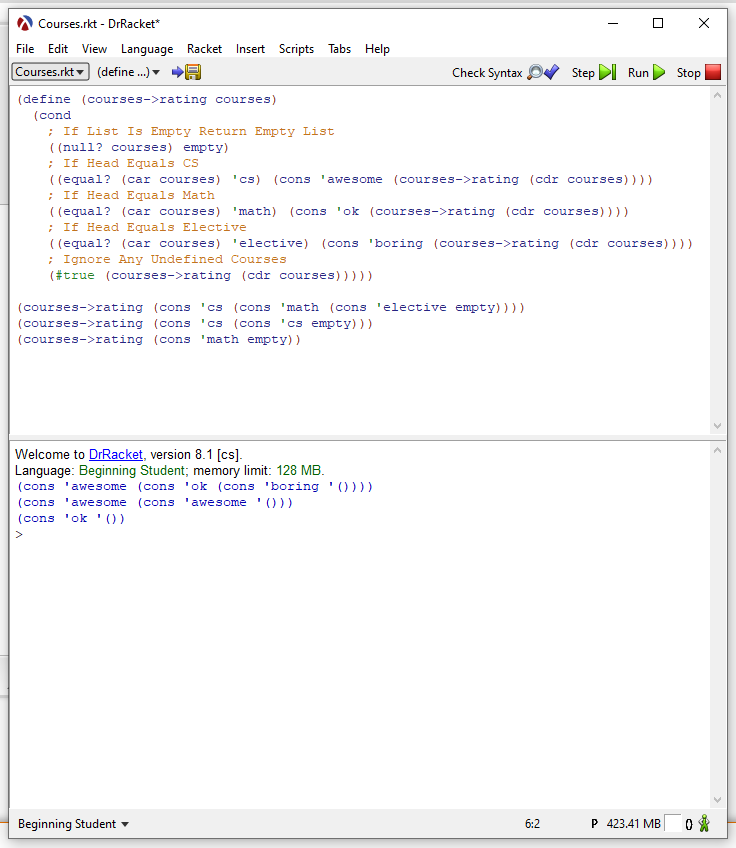 Courses.rkt - DrRacket*
File Edit View Language Racket Insert Scripts Tabs Help
Courses.rkt (define ...) Check Syntax Step Run Stop
(define (courses->rating courses)
  (cond
    ; If List Is Empty Return Empty List
    ((null? courses) empty)
    ; If Head Equals CS
    ((equal? (car courses) 'cs) (cons 'awesome (courses->rating (cdr courses))))
    ; If Head Equals Math
    ((equal? (car courses) 'math) (cons 'ok (courses->rating (cdr courses))))
    ; If Head Equals Elective
    ((equal? (car courses) 'elective) (cons 'boring (courses->rating (cdr courses))))
    ; Ignore Any Undefined Courses
    (#true (courses->rating (cdr courses)))))
(courses->rating (cons 'cs (cons 'math (cons 'elective empty))))
(courses->rating (cons 'cs (cons 'cs empty)))
(courses->rating (cons 'math empty))
Welcome to DrRacket, version 8.1 [cs].
Language: Beginning Student; memory limit: 128 MB.
(cons 'awesome (cons 'ok (cons 'boring '())))
(cons 'awesome (cons 'awesome '()))
(cons 'ok '())
>
Beginning Student 6:2 P 423.41 MB ()